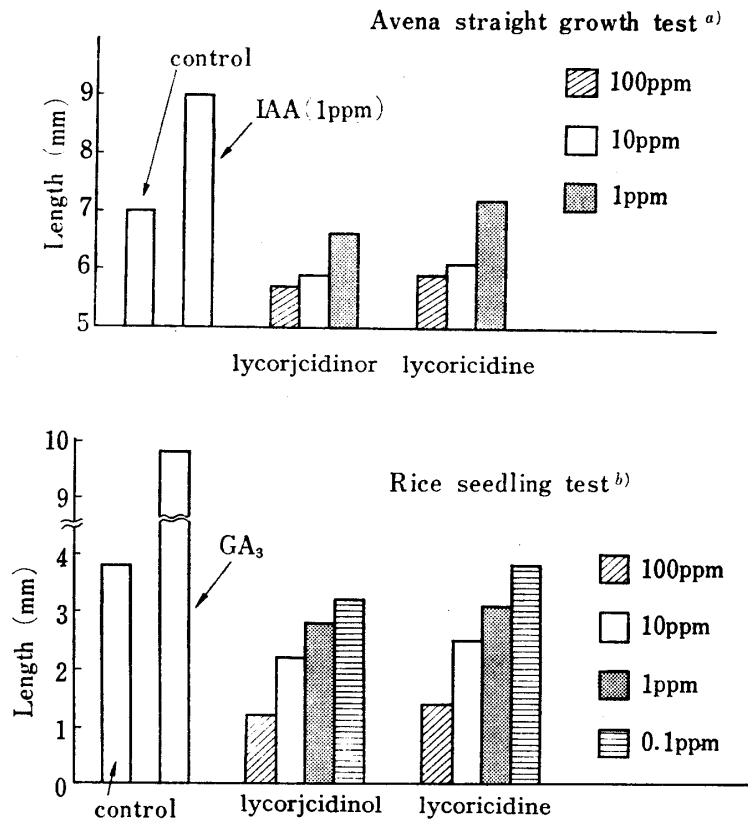 Avena straight growth test a)
control
IAA (1ppm)
100ppm
10ppm
1ppm
Length (mm)
9
8
7
6
5
lycorjcidinor lycoricidine
Rice seedling test b)
GA₃
100ppm
10ppm
1ppm
0.1ppm
Length (mm)
10
9
4
3
2
1
0
control lycorjcidinol lycoricidine